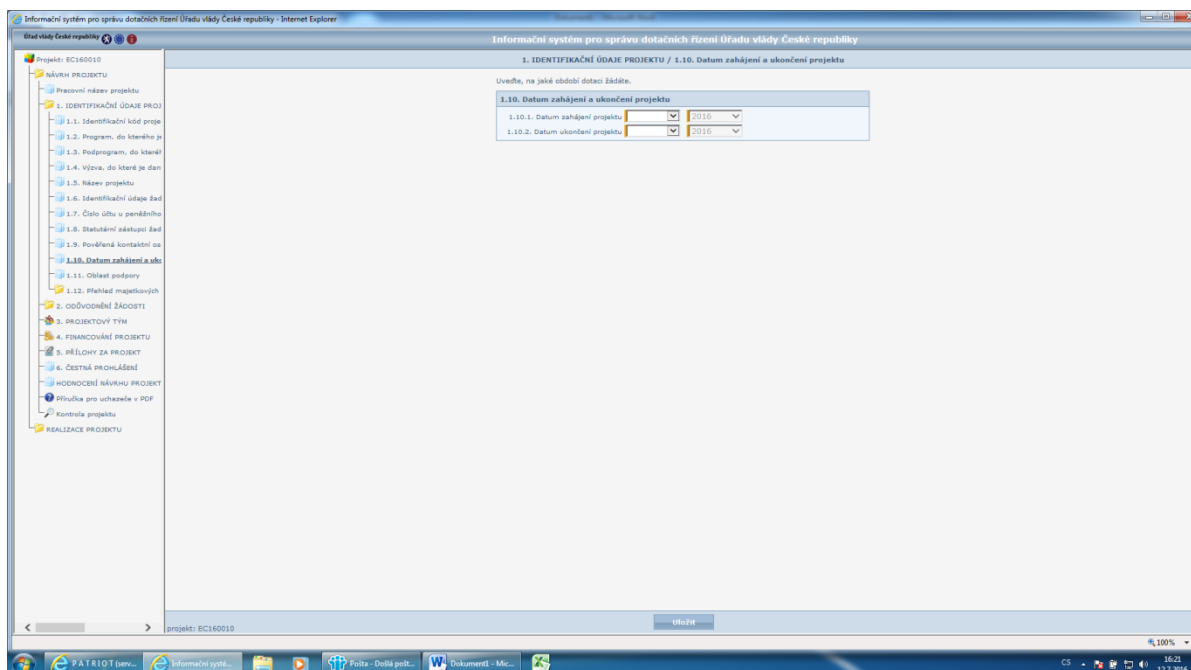 Informační systém pro správu dotačních řízení Úřadu vlády České republiky - Internet Explorer
Úřad vlády České republiky
Informační systém pro správu dotačních řízení Úřadu vlády České republiky
Projekt: EC160010
1. IDENTIFIKAČNÍ ÚDAJE PROJEKTU / 1.10. Datum zahájení a ukončení projektu
NÁVRH PROJEKTU
Pracovní název projektu
1. IDENTIFIKAČNÍ ÚDAJE PROJ
1.1. Identifikační kód proje
1.2. Program, do kterého je
1.3. Podprogram, do kteréh
1.4. Výzva, do které je dan
1.5. Název projektu
1.6. Identifikační údaje žad
1.7. Číslo účtu u peněžního
1.8. Statutární zástupci žad
1.9. Pověřená kontaktní os
1.10. Datum zahájení a uko
1.11. Oblast podpory
1.12. Přehled majetkových
2. ODŮVODNĚNÍ ŽÁDOSTI
3. PROJEKTOVÝ TÝM
4. FINANCOVÁNÍ PROJEKTU
5. PŘÍLOHY ZA PROJEKT
6. ČESTNÁ PROHLÁŠENÍ
HODNOCENÍ NÁVRHU PROJEKT
Příručka pro uchazeče v PDF
Kontrola projektu
REALIZACE PROJEKTU
Uveďte, na jaké období dotaci žádáte.
1.10. Datum zahájení a ukončení projektu
1.10.1. Datum zahájení projektu 2016
1.10.2. Datum ukončení projektu 2016
projekt: EC160010
Uložit
100%
P A T R I O T (serv...
Informační systé...
Pošta - Došlá pošt...
Dokument1 - Mic...
CS
16:21
12.7.2016